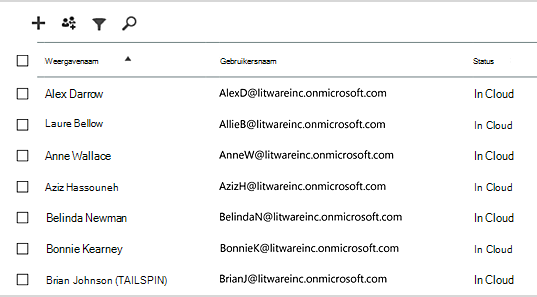 Weergavenaam Gebruikersnaam Status
Alex Darrow AlexD@litwareinc.onmicrosoft.com In Cloud
Laure Bellow AllieB@litwareinc.onmicrosoft.com In Cloud
Anne Wallace AnneW@litwareinc.onmicrosoft.com In Cloud
Aziz Hassouneh AzizH@litwareinc.onmicrosoft.com In Cloud
Belinda Newman BelindaN@litwareinc.onmicrosoft.com In Cloud
Bonnie Kearney BonnieK@litwareinc.onmicrosoft.com In Cloud
Brian Johnson (TAILSPIN) BrianJ@litwareinc.onmicrosoft.com In Cloud